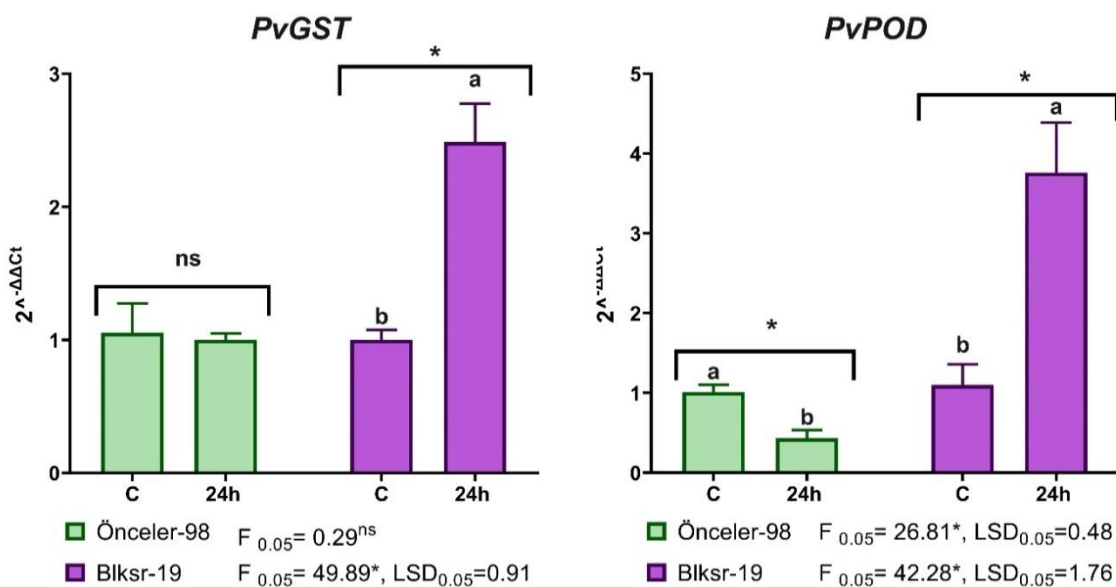 PvGST
3
2
1
0
2^-ΔΔCt
ns
*
b
a
C
24h
C
24h
Önceler-98 F 0.05= 0.29ns
Blksr-19 F 0.05= 49.89*, LSD0.05=0.91
PvPOD
5
4
3
2
1
0
2^-ΔΔCt
*
a
b
*
b
a
C
24h
C
24h
Önceler-98 F 0.05= 26.81*, LSD0.05=0.48
Blksr-19 F 0.05= 42.28*, LSD0.05=1.76